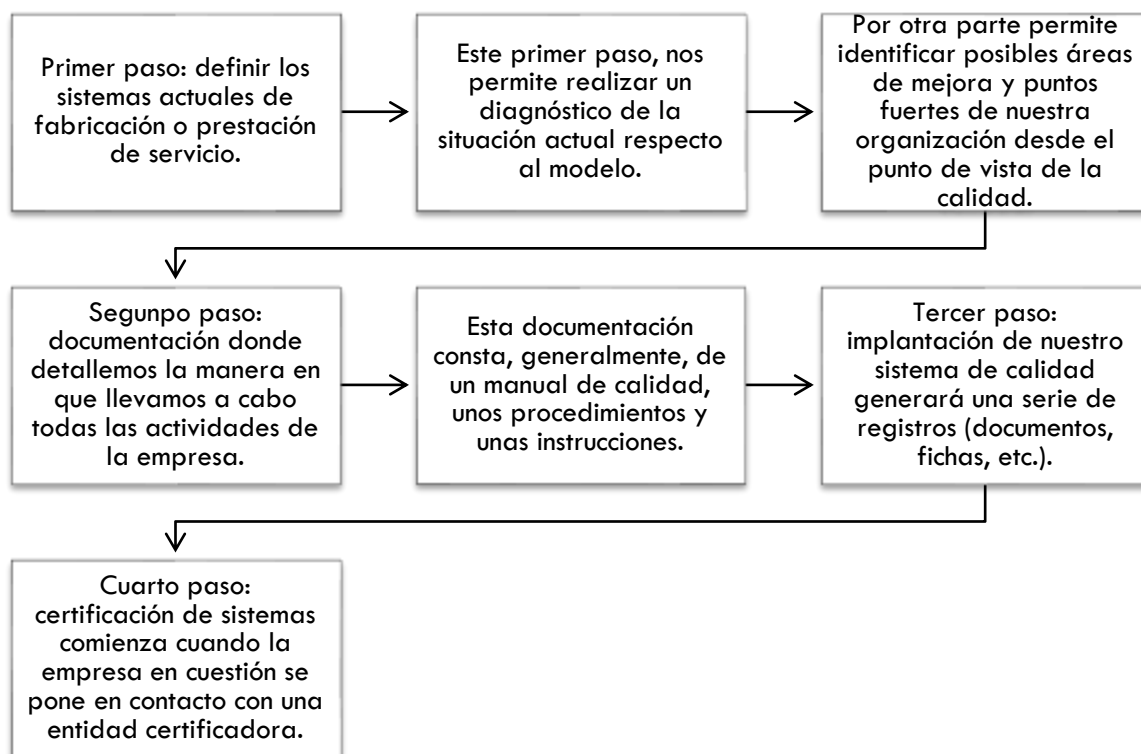 Primer paso: definir los
sistemas actuales de
fabricación o prestación
de servicio.
Este primer paso, nos
permite realizar un
diagnóstico de la
situación actual respecto
al modelo.
Por otra parte permite
identificar posibles áreas
de mejora y puntos
fuertes de nuestra
organización desde el
punto de vista de la
calidad.
Segunpo paso:
documentación donde
detallemos la manera en
que llevamos a cabo
todas las actividades de
la empresa.
Esta documentación
consta, generalmente, de
un manual de calidad,
unos procedimientos y
unas instrucciones.
Tercer paso:
implantación de nuestro
sistema de calidad
generará una serie de
registros (documentos,
fichas, etc.).
Cuarto paso:
certificación de sistemas
comienza cuando la
empresa en cuestión se
pone en contacto con una
entidad certificadora.